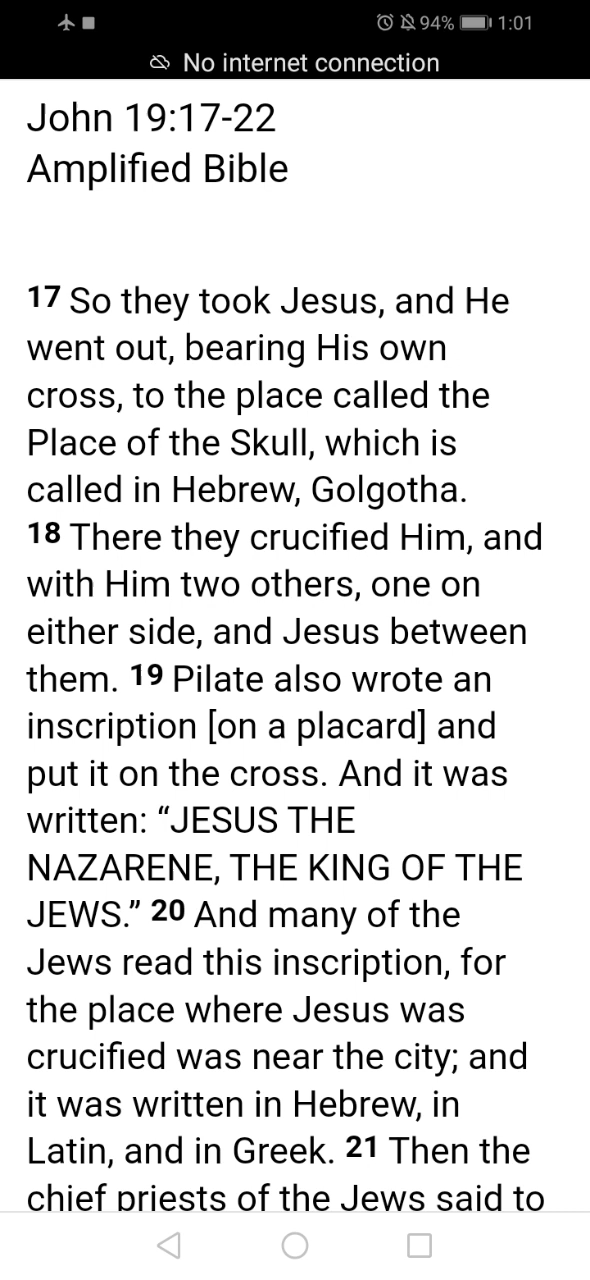 94% 1:01
No internet connection
John 19:17-22
Amplified Bible
17 So they took Jesus, and He
went out, bearing His own
cross, to the place called the
Place of the Skull, which is
called in Hebrew, Golgotha.
18 There they crucified Him, and
with Him two others, one on
either side, and Jesus between
them. 19 Pilate also wrote an
inscription [on a placard] and
put it on the cross. And it was
written: “JESUS THE
NAZARENE, THE KING OF THE
JEWS.” 20 And many of the
Jews read this inscription, for
the place where Jesus was
crucified was near the city; and
it was written in Hebrew, in
Latin, and in Greek. 21 Then the
chief priests of the Jews said to